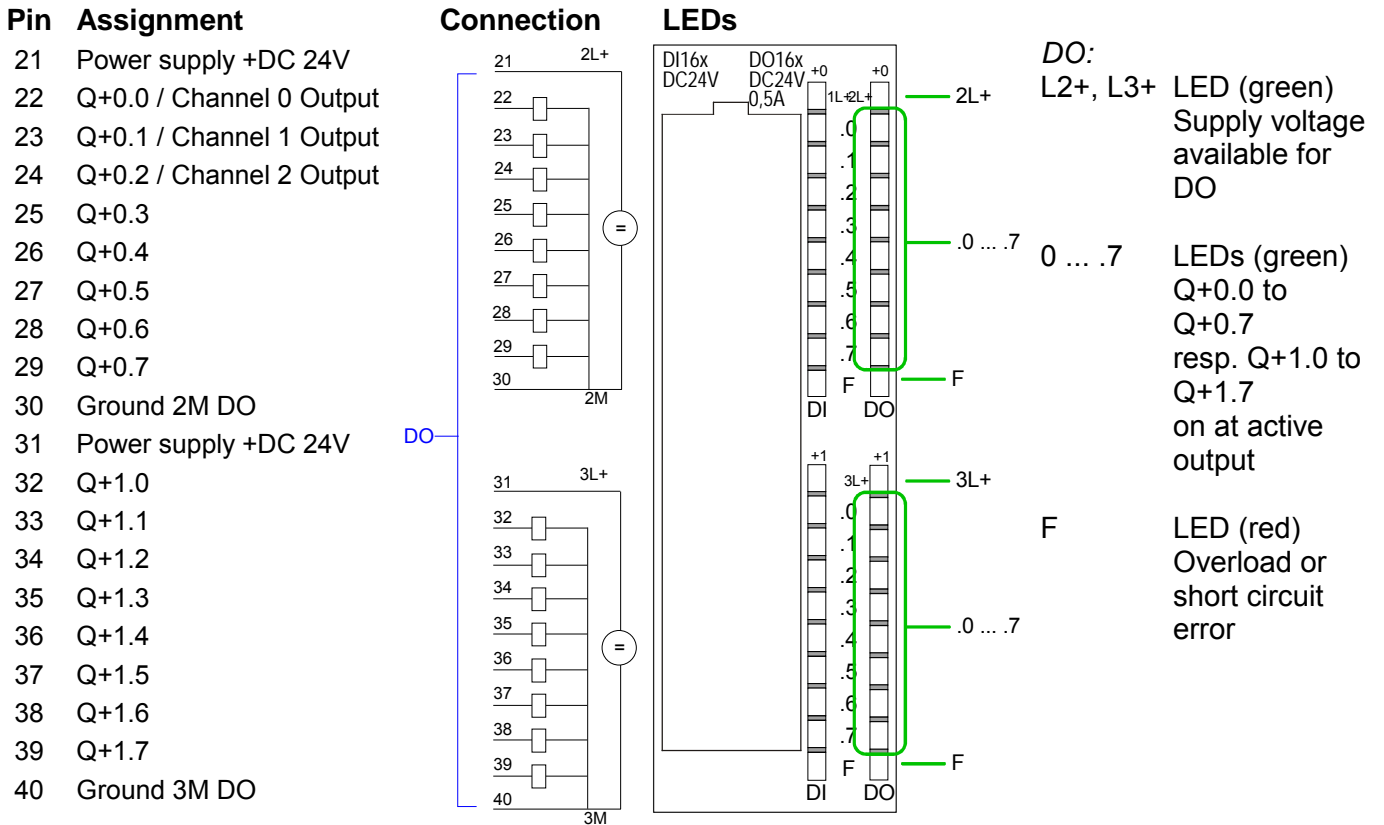 Pin Assignment Connection LEDs
21 Power supply +DC 24V
22 Q+0.0 / Channel 0 Output
23 Q+0.1 / Channel 1 Output
24 Q+0.2 / Channel 2 Output
25 Q+0.3
26 Q+0.4
27 Q+0.5
28 Q+0.6
29 Q+0.7
30 Ground 2M DO
31 Power supply +DC 24V
32 Q+1.0
33 Q+1.1
34 Q+1.2
35 Q+1.3
36 Q+1.4
37 Q+1.5
38 Q+1.6
39 Q+1.7
40 Ground 3M DO
DO
21 2L+
22
23
24
25
=
26
27
28
29
30
2M
31 3L+
32
33
34
35
=
36
37
38
39
40
3M
DI16x DO16x
DC24V DC24V
0,5A
+0 +0
1L+ 2L+
.0
.1
.2
.3
.4
.5
.6
.7
F
DI DO
+1 +1
3L+
.0
.1
.2
.3
.4
.5
.6
.7
F
DI DO
2L+
.0 ... .7
F
3L+
.0 ... .7
F
DO:
L2+, L3+ LED (green)
Supply voltage
available for
DO
0 ... .7 LEDs (green)
Q+0.0 to
Q+0.7
resp. Q+1.0 to
Q+1.7
on at active
output
F LED (red)
Overload or
short circuit
error